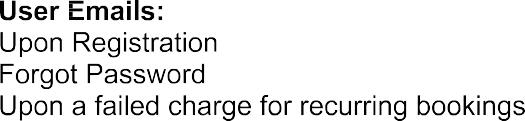 User Emails:
Upon Registration
Forgot Password
Upon a failed charge for recurring bookings